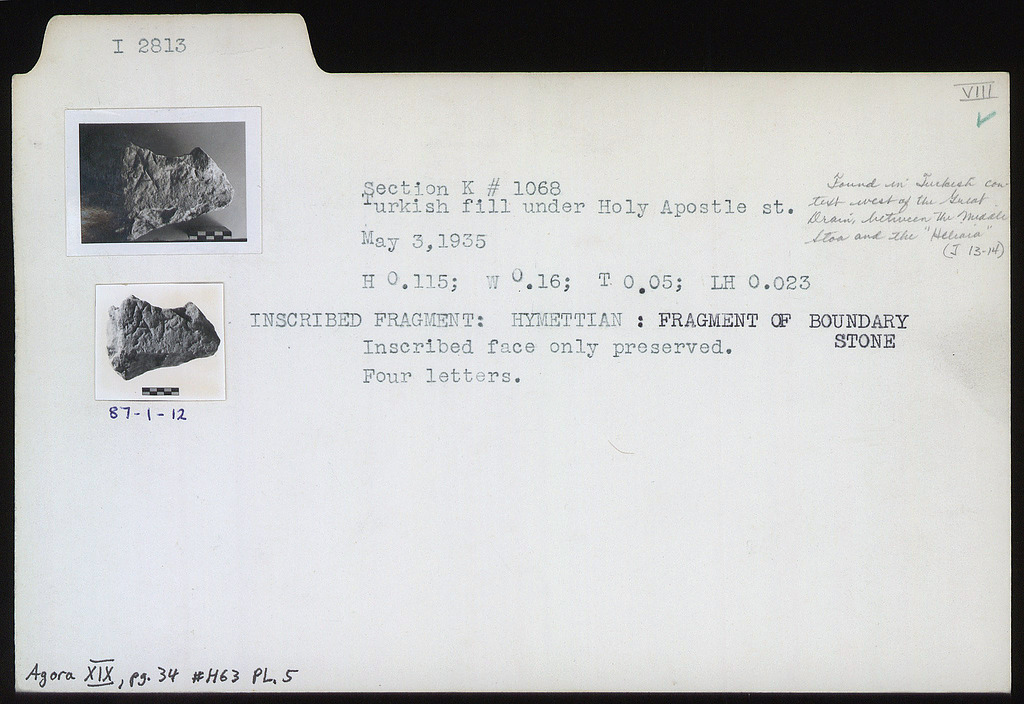 I 2813
VIII
✓
Section K # 1068
Turkish fill under Holy Apostle st.
May 3,1935
Found in Turkish con-
text west of the Great
Drain, between the Middle
Stoa and the "Heliaia"
(J 13-14)
H 0.115; W 0.16; T 0.05; LH 0.023
INSCRIBED FRAGMENT: HYMETTIAN : FRAGMENT OF BOUNDARY
STONE
Inscribed face only preserved.
Four letters.
87-1-12
Agora XIX, pg. 34 #H63 PL. 5